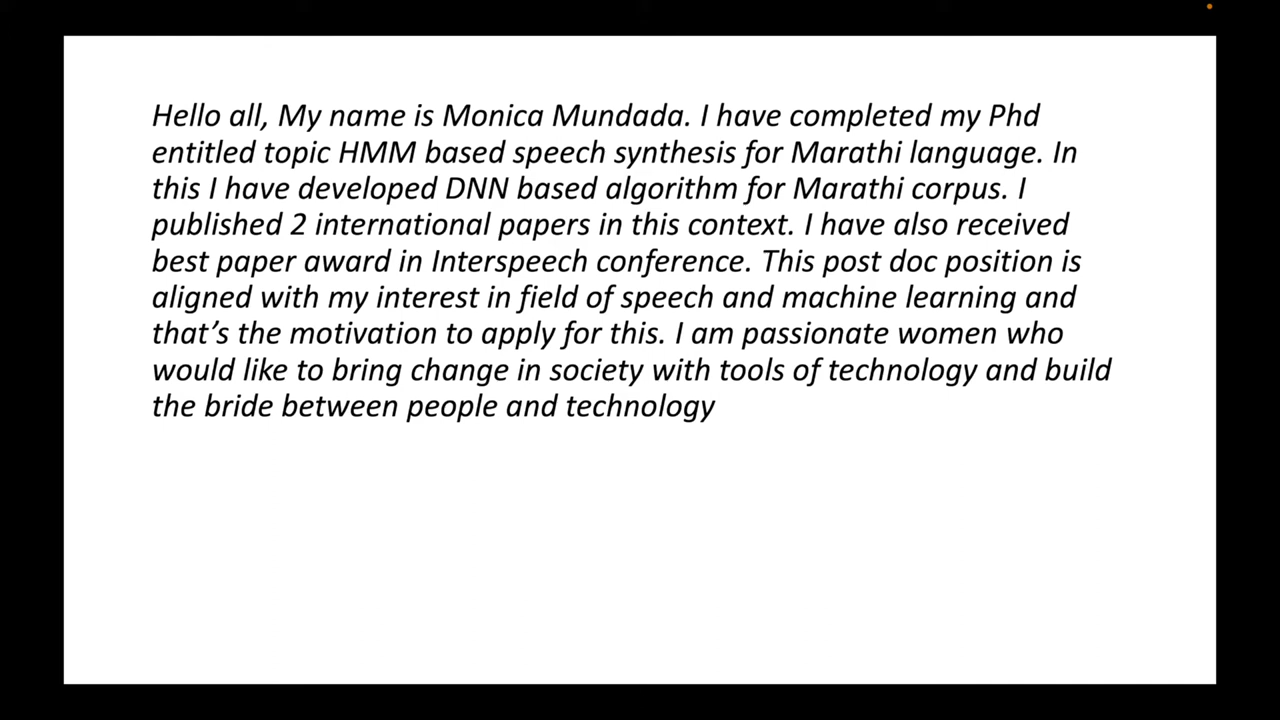 Hello all, My name is Monica Mundada. I have completed my Phd
entitled topic HMM based speech synthesis for Marathi language. In
this I have developed DNN based algorithm for Marathi corpus. I
published 2 international papers in this context. I have also received
best paper award in Interspeech conference. This post doc position is
aligned with my interest in field of speech and machine learning and
that’s the motivation to apply for this. I am passionate women who
would like to bring change in society with tools of technology and build
the bride between people and technology